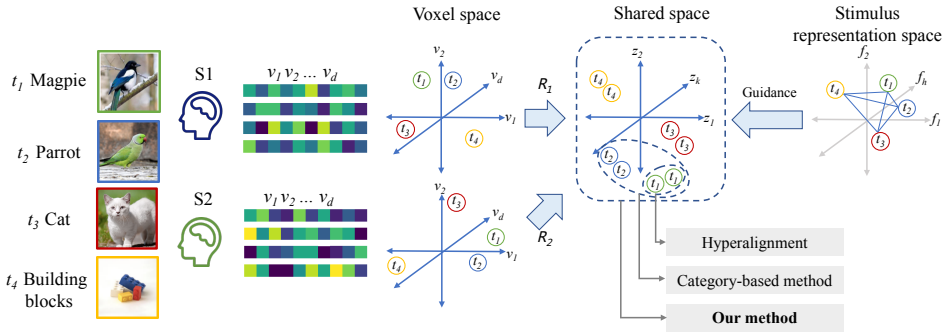 Voxel space
Shared space
Stimulus
representation space
t1 Magpie
t2 Parrot
t3 Cat
t4 Building
blocks
S1
v1 v2 ... vd
S2
v1 v2 ... vd
v2
vd
v1
t1
t2
t3
t4
v2
vd
v1
t3
t1
t2
t4
R1
R2
z2
zk
z1
t4
t4
t3
t3
t2
t2
t1
t1
Guidance
f2
fh
f1
t1
t2
t4
t3
Hyperalignment
Category-based method
Our method